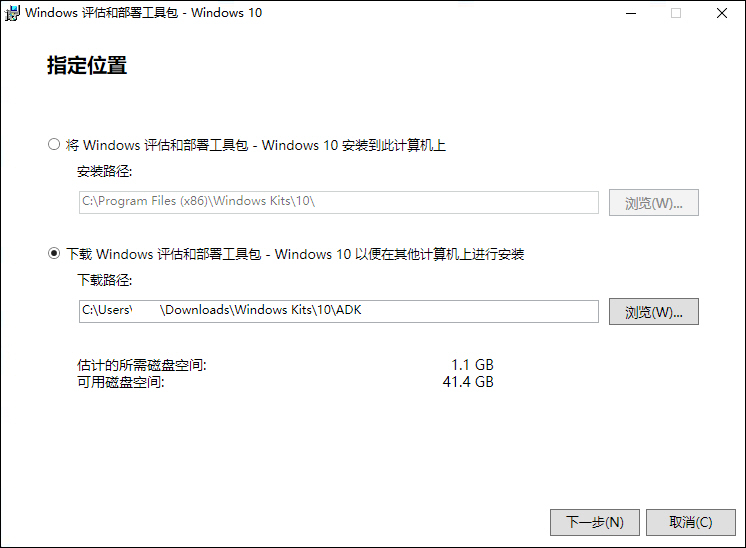 Windows 评估和部署工具包 - Windows 10
指定位置
将 Windows 评估和部署工具包 - Windows 10 安装到此计算机上
安装路径:
C:\Program Files (x86)\Windows Kits\10\
浏览(W)...
下载 Windows 评估和部署工具包 - Windows 10 以便在其他计算机上进行安装
下载路径:
C:\Users\ \Downloads\Windows Kits\10\ADK
浏览(W)...
估计的所需磁盘空间: 1.1 GB
可用磁盘空间: 41.4 GB
下一步(N)
取消(C)